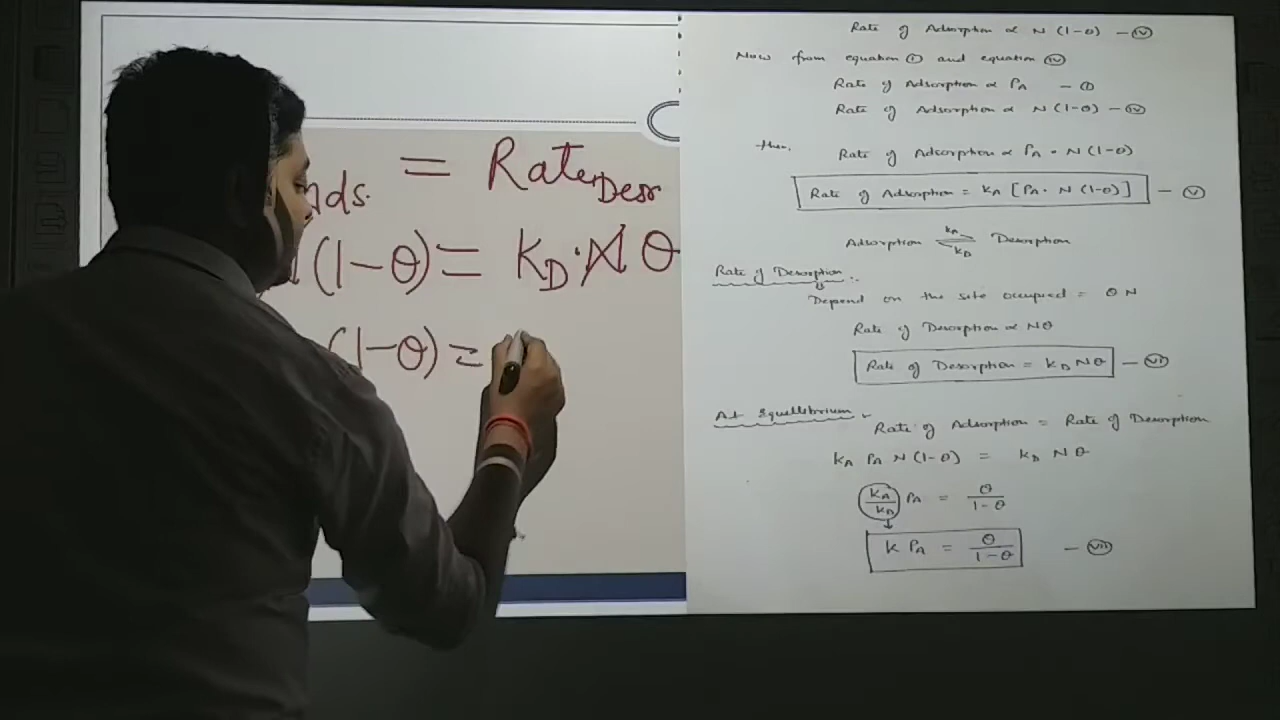 = Rate Desr
nds.
(1-θ) = K_D · N θ
(1-θ) =
Rate of Adsorption ∝ N (1-θ) — (iv)
Now from equation (i) and equation (iv)
Rate of Adsorption ∝ P_A — (i)
Rate of Adsorption ∝ N (1-θ) — (iv)
then, Rate of Adsorption ∝ P_A · N (1-θ)
Rate of Adsorption = k_A [P_A · N (1-θ)] — (v)
Adsorption k_A ⇌ k_D Desorption
Rate of Desorption :-
Depend on the site occupied = θ N
Rate of Desorption ∝ Nθ
Rate of Desorption = k_D N θ — (vi)
At Equilibrium -
Rate of Adsorption = Rate of Desorption
k_A P_A N (1-θ) = k_D N θ
k_A/k_D P_A = θ/(1-θ)
k P_A = θ/(1-θ) — (vii)